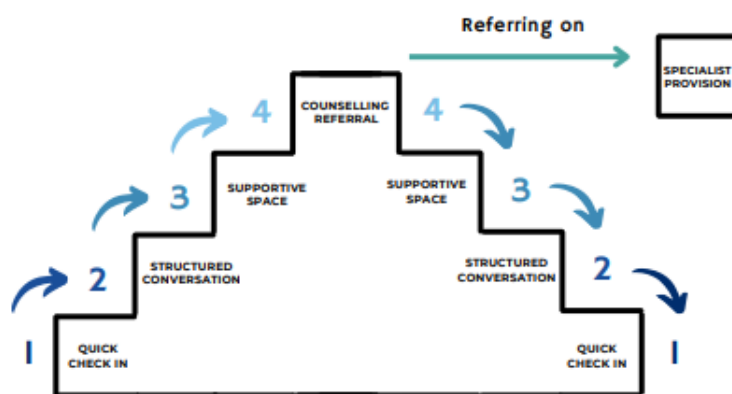 Referring on
SPECIALIST
PROVISION
COUNSELLING
REFERRAL
4
4
SUPPORTIVE
SPACE
SUPPORTIVE
SPACE
3
3
STRUCTURED
CONVERSATION
STRUCTURED
CONVERSATION
2
2
1
QUICK
CHECK IN
QUICK
CHECK IN
1